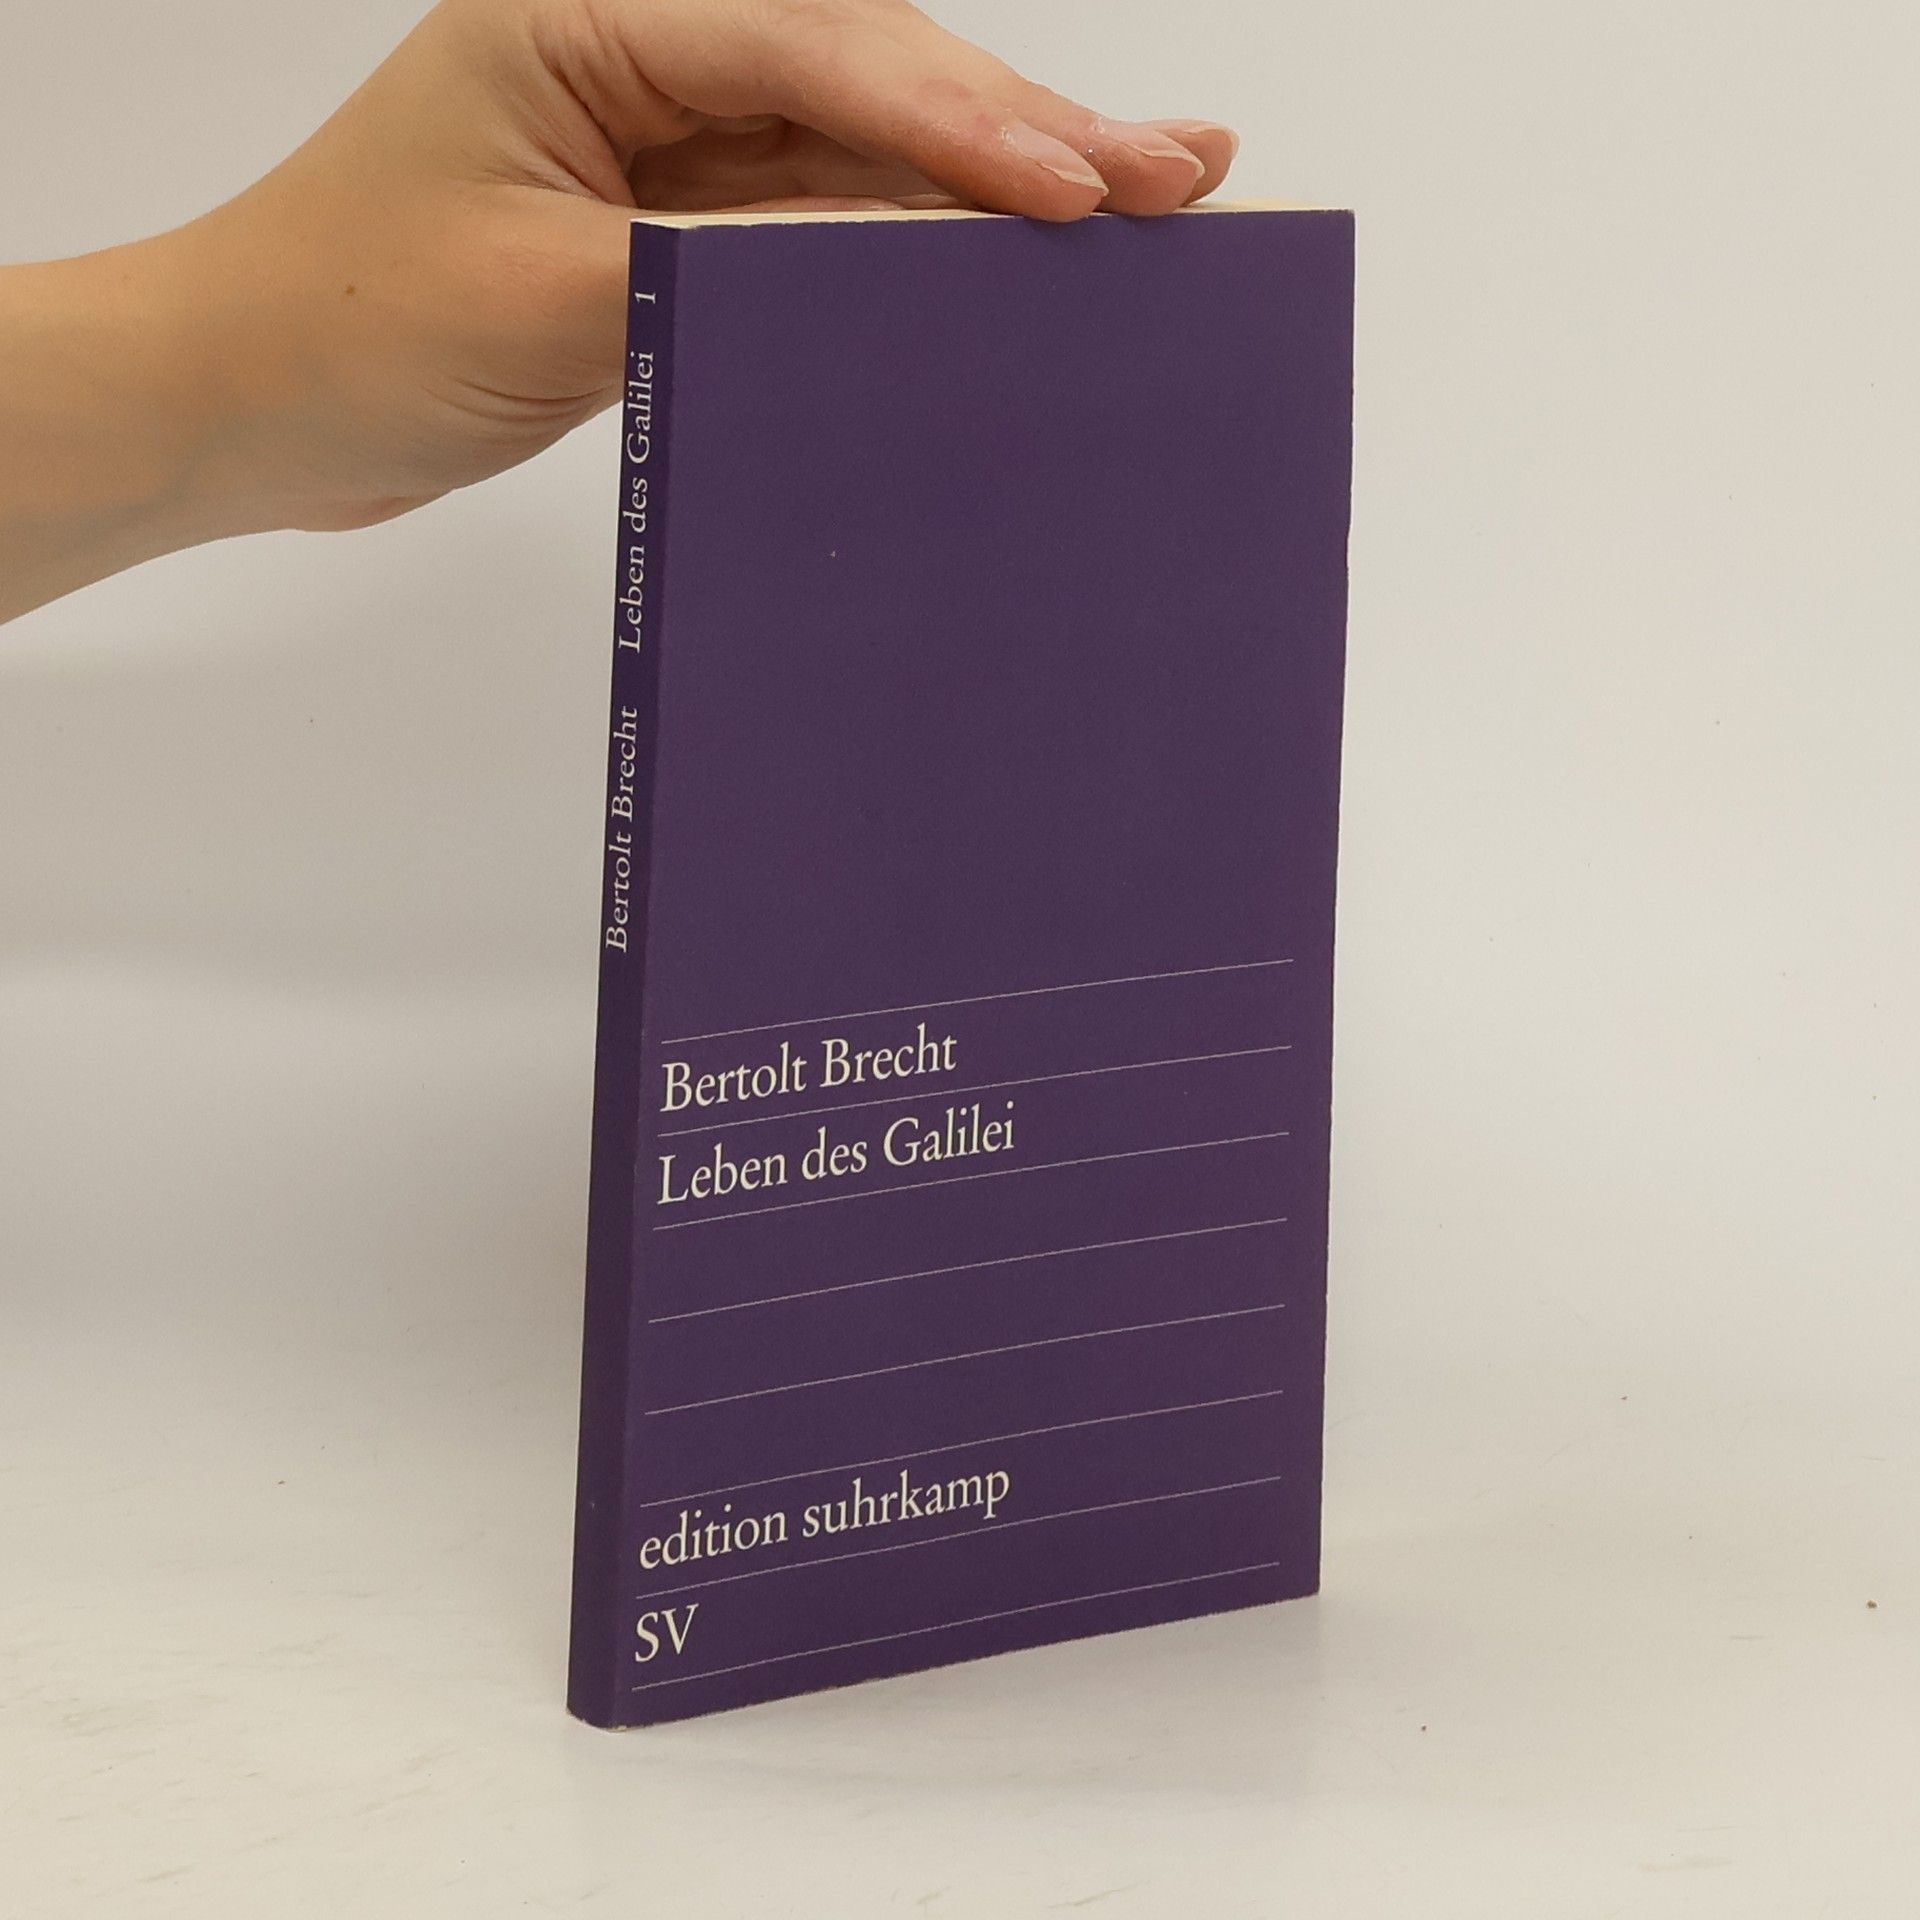 Bertolt Brecht Leben des Galilei 1
Bertolt Brecht
Leben des Galilei
edition suhrkamp
SV